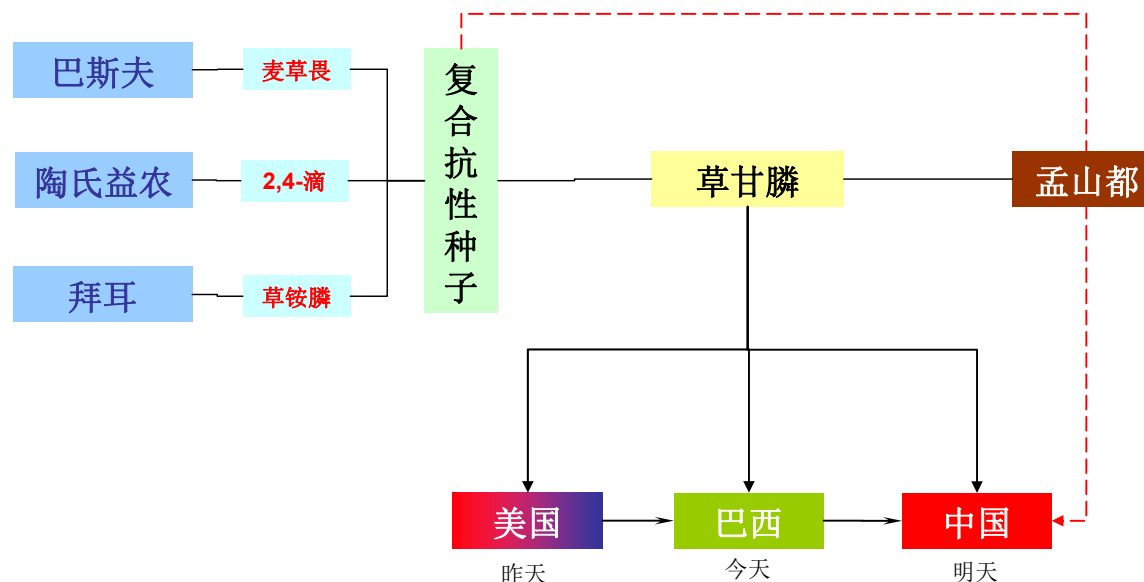 巴斯夫
麦草畏
复合抗性种子
陶氏益农
2,4-滴
草甘膦
孟山都
拜耳
草铵膦
美国
巴西
中国
昨天
今天
明天